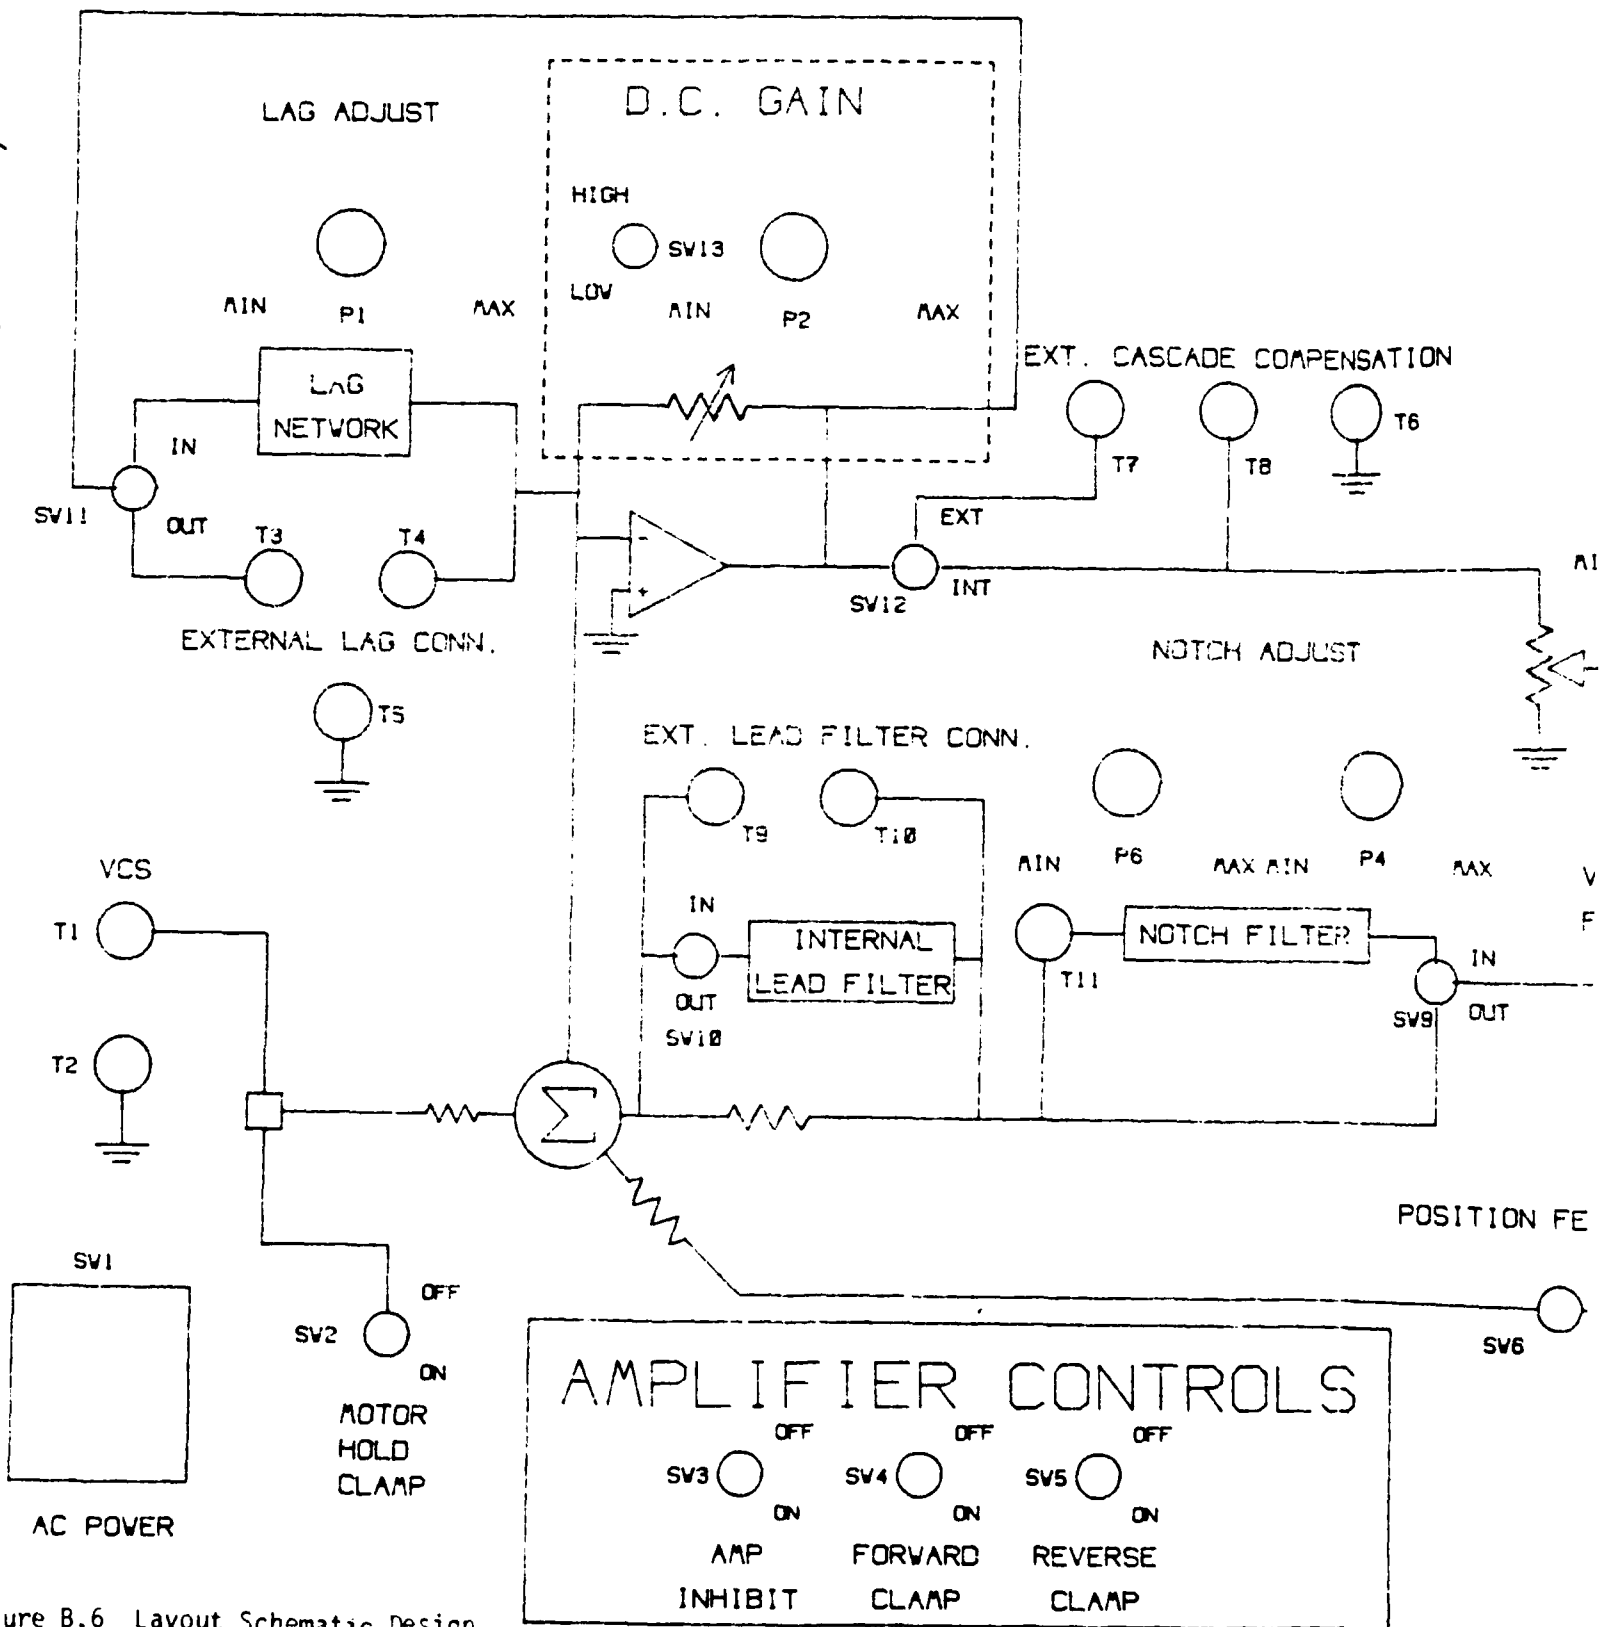 LAG ADJUST
D.C. GAIN
HIGH
SW13
LOW
MIN
P1
MAX
MIN
P2
MAX
EXT. CASCADE COMPENSATION
LAG
NETWORK
T7
T8
T6
IN
SW11
OUT
T3
T4
EXT
-
+
SW12
INT
MI
EXTERNAL LAG CONN.
NOTCH ADJUST
T5
EXT. LEAD FILTER CONN.
T9
T10
MIN
P6
MAX
MIN
P4
MAX
VCS
V
T1
F
IN
INTERNAL
LEAD FILTER
OUT
SW10
T11
NOTCH FILTER
IN
SW9
OUT
T2
Σ
POSITION FE
SW1
OFF
SW2
ON
MOTOR
HOLD
CLAMP
AC POWER
SW6
AMPLIFIER CONTROLS
OFF
OFF
OFF
SW3
SW4
SW5
ON
ON
ON
AMP
INHIBIT
FORWARD
CLAMP
REVERSE
CLAMP
ure B.6 Layout Schematic Design